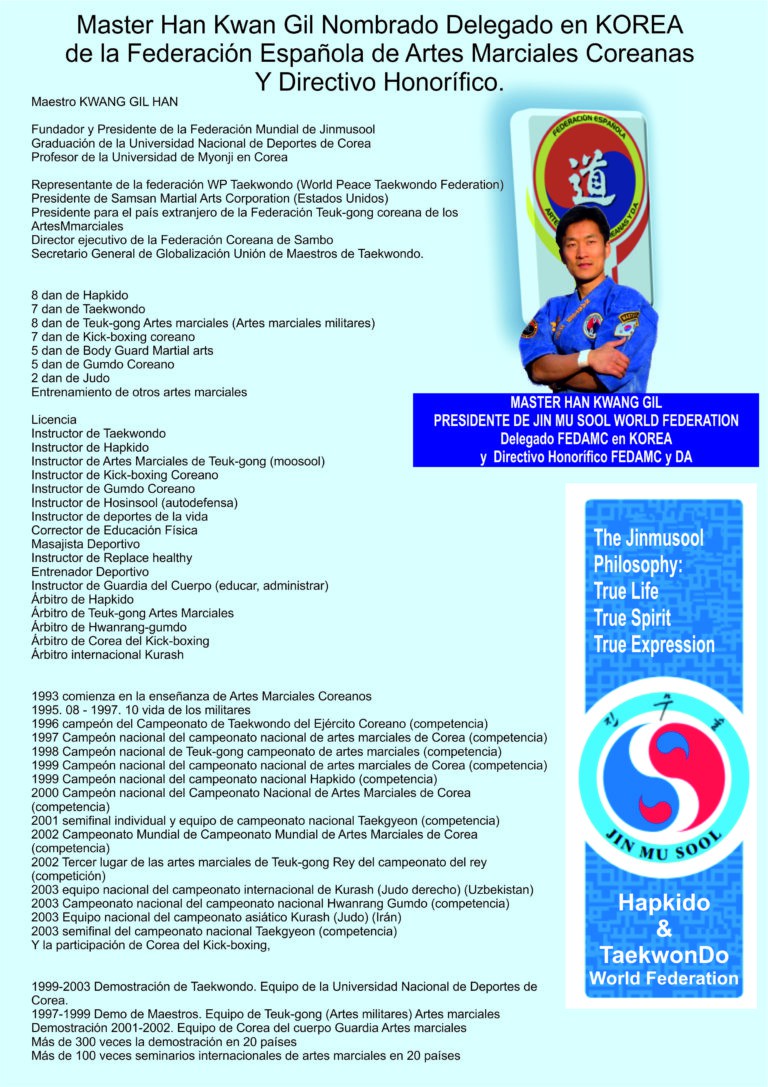 Master Han Kwan Gil Nombrado Delegado en KOREA
de la Federación Española de Artes Marciales Coreanas
Y Directivo Honorífico.
Maestro KWANG GIL HAN
Fundador y Presidente de la Federación Mundial de Jinmusool
Graduación de la Universidad Nacional de Deportes de Corea
Profesor de la Universidad de Myonji en Corea
Representante de la federación WP Taekwondo (World Peace Taekwondo Federation)
Presidente de Samsan Martial Arts Corporation (Estados Unidos)
Presidente para el país extranjero de la Federación Teuk-gong coreana de los
ArtesMmarciales
Director ejecutivo de la Federación Coreana de Sambo
Secretario General de Globalización Unión de Maestros de Taekwondo.
8 dan de Hapkido
7 dan de Taekwondo
8 dan de Teuk-gong Artes marciales (Artes marciales militares)
7 dan de Kick-boxing coreano
5 dan de Body Guard Martial arts
5 dan de Gumdo Coreano
2 dan de Judo
Entrenamiento de otros artes marciales
Licencia
Instructor de Taekwondo
Instructor de Hapkido
Instructor de Artes Marciales de Teuk-gong (moosool)
Instructor de Kick-boxing Coreano
Instructor de Gumdo Coreano
Instructor de Hosinsool (autodefensa)
Instructor de deportes de la vida
Corrector de Educación Física
Masajista Deportivo
Instructor de Replace healthy
Entrenador Deportivo
Instructor de Guardia del Cuerpo (educar, administrar)
Árbitro de Hapkido
Árbitro de Teuk-gong Artes Marciales
Árbitro de Hwanrang-gumdo
Árbitro de Corea del Kick-boxing
Árbitro internacional Kurash
1993 comienza en la enseñanza de Artes Marciales Coreanos
1995. 08 - 1997. 10 vida de los militares
1996 campeón del Campeonato de Taekwondo del Ejército Coreano (competencia)
1997 Campeón nacional del campeonato nacional de artes marciales de Corea (competencia)
1998 Campeón nacional de Teuk-gong campeonato de artes marciales (competencia)
1999 Campeón nacional del campeonato nacional de artes marciales de Corea (competencia)
1999 Campeón nacional del campeonato nacional Hapkido (competencia)
2000 Campeón nacional del Campeonato Nacional de Artes Marciales de Corea
(competencia)
2001 semifinal individual y equipo de campeonato nacional Taekgyeon (competencia)
2002 Campeonato Mundial de Campeonato Mundial de Artes Marciales de Corea
(competencia)
2002 Tercer lugar de las artes marciales de Teuk-gong Rey del campeonato del rey
(competición)
2003 equipo nacional del campeonato internacional de Kurash (Judo derecho) (Uzbekistan)
2003 Campeonato nacional del campeonato nacional Hwanrang Gumdo (competencia)
2003 Equipo nacional del campeonato asiático Kurash (Judo) (Irán)
2003 semifinal del campeonato nacional Taekgyeon (competencia)
Y la participación de Corea del Kick-boxing,
1999-2003 Demostración de Taekwondo. Equipo de la Universidad Nacional de Deportes de
Corea.
1997-1999 Demo de Maestros. Equipo de Teuk-gong (Artes militares) Artes marciales
Demostración 2001-2002. Equipo de Corea del cuerpo Guardia Artes marciales
Más de 300 veces la demostración en 20 países
Más de 100 veces seminarios internacionales de artes marciales en 20 países
FEDERACIÓN ESPAÑOLA
道
MASTER HAN KWANG GIL
PRESIDENTE DE JIN MU SOOL WORLD FEDERATION
Delegado FEDAMC en KOREA
y Directivo Honorífico FEDAMC y DA
The Jinmusool
Philosophy:
True Life
True Spirit
True Expression
진 무 술
JIN MU SOOL
Hapkido
&
TaekwonDo
World Federation